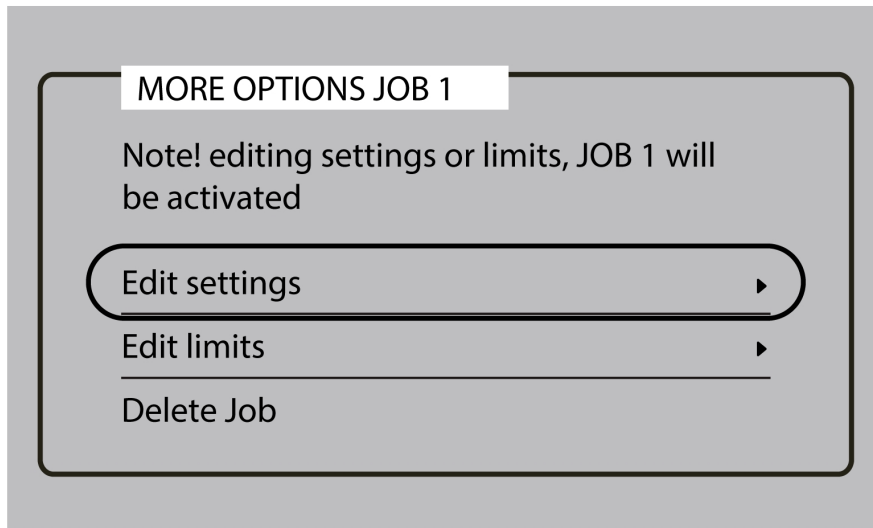 MORE OPTIONS JOB 1
Note! editing settings or limits, JOB 1 will
be activated
Edit settings
Edit limits
Delete Job